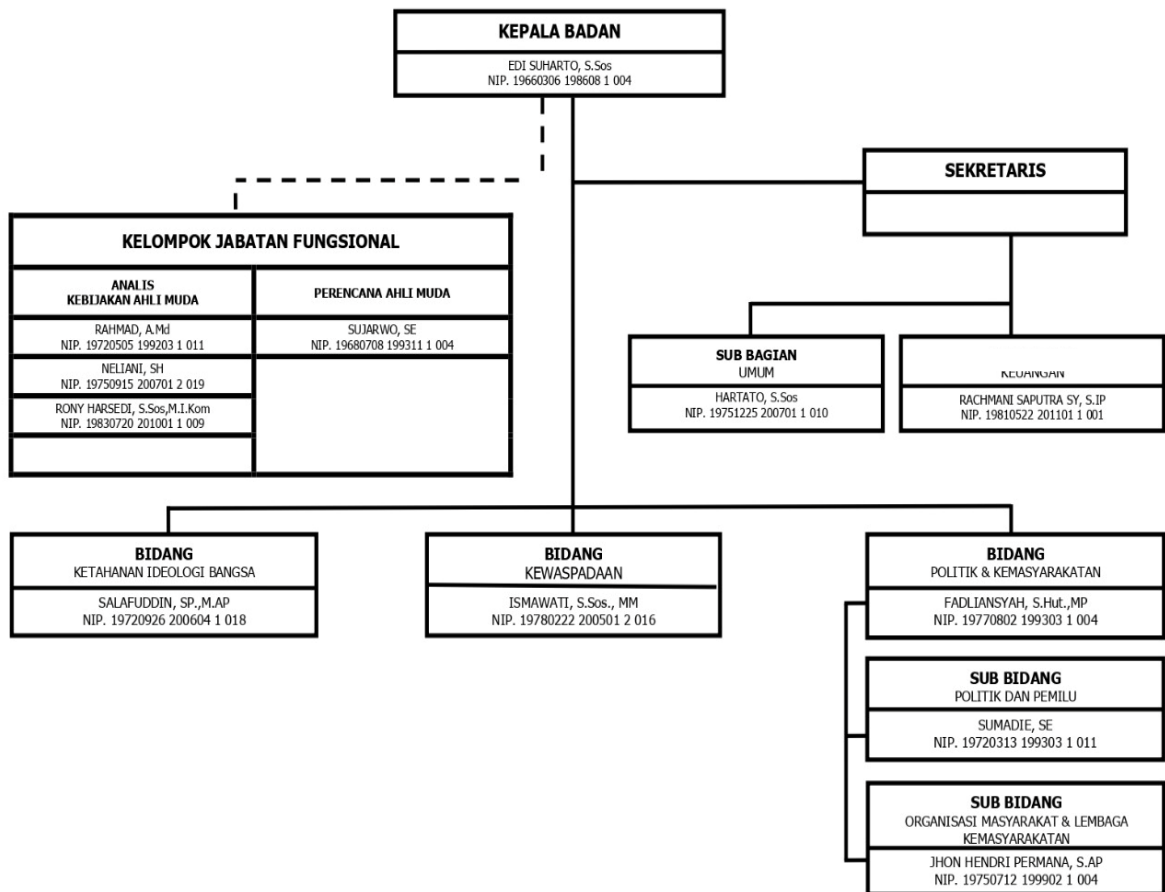 KEPALA BADAN
EDI SUHARTO, S.Sos
NIP. 19660306 198608 1 004
SEKRETARIS
KELOMPOK JABATAN FUNGSIONAL
ANALIS
KEBIJAKAN AHLI MUDA
PERENCANA AHLI MUDA
RAHMAD, A.Md
NIP. 19720505 199203 1 011
SUJARWO, SE
NIP. 19680708 199311 1 004
NELIANI, SH
NIP. 19750915 200701 2 019
RONY HARSEDI, S.Sos,M.I.Kom
NIP. 19830720 201001 1 009
SUB BAGIAN
UMUM
HARTATO, S.Sos
NIP. 19751225 200701 1 010
KEUANGAN
RACHMANI SAPUTRA SY, S.IP
NIP. 19810522 201101 1 001
BIDANG
KETAHANAN IDEOLOGI BANGSA
SALAFUDDIN, SP.,M.AP
NIP. 19720926 200604 1 018
BIDANG
KEWASPADAAN
ISMAWATI, S.Sos., MM
NIP. 19780222 200501 2 016
BIDANG
POLITIK & KEMASYARAKATAN
FADLIANSYAH, S.Hut.,MP
NIP. 19770802 199303 1 004
SUB BIDANG
POLITIK DAN PEMILU
SUMADIE, SE
NIP. 19720313 199303 1 011
SUB BIDANG
ORGANISASI MASYARAKAT & LEMBAGA
KEMASYARAKATAN
JHON HENDRI PERMANA, S.AP
NIP. 19750712 199902 1 004